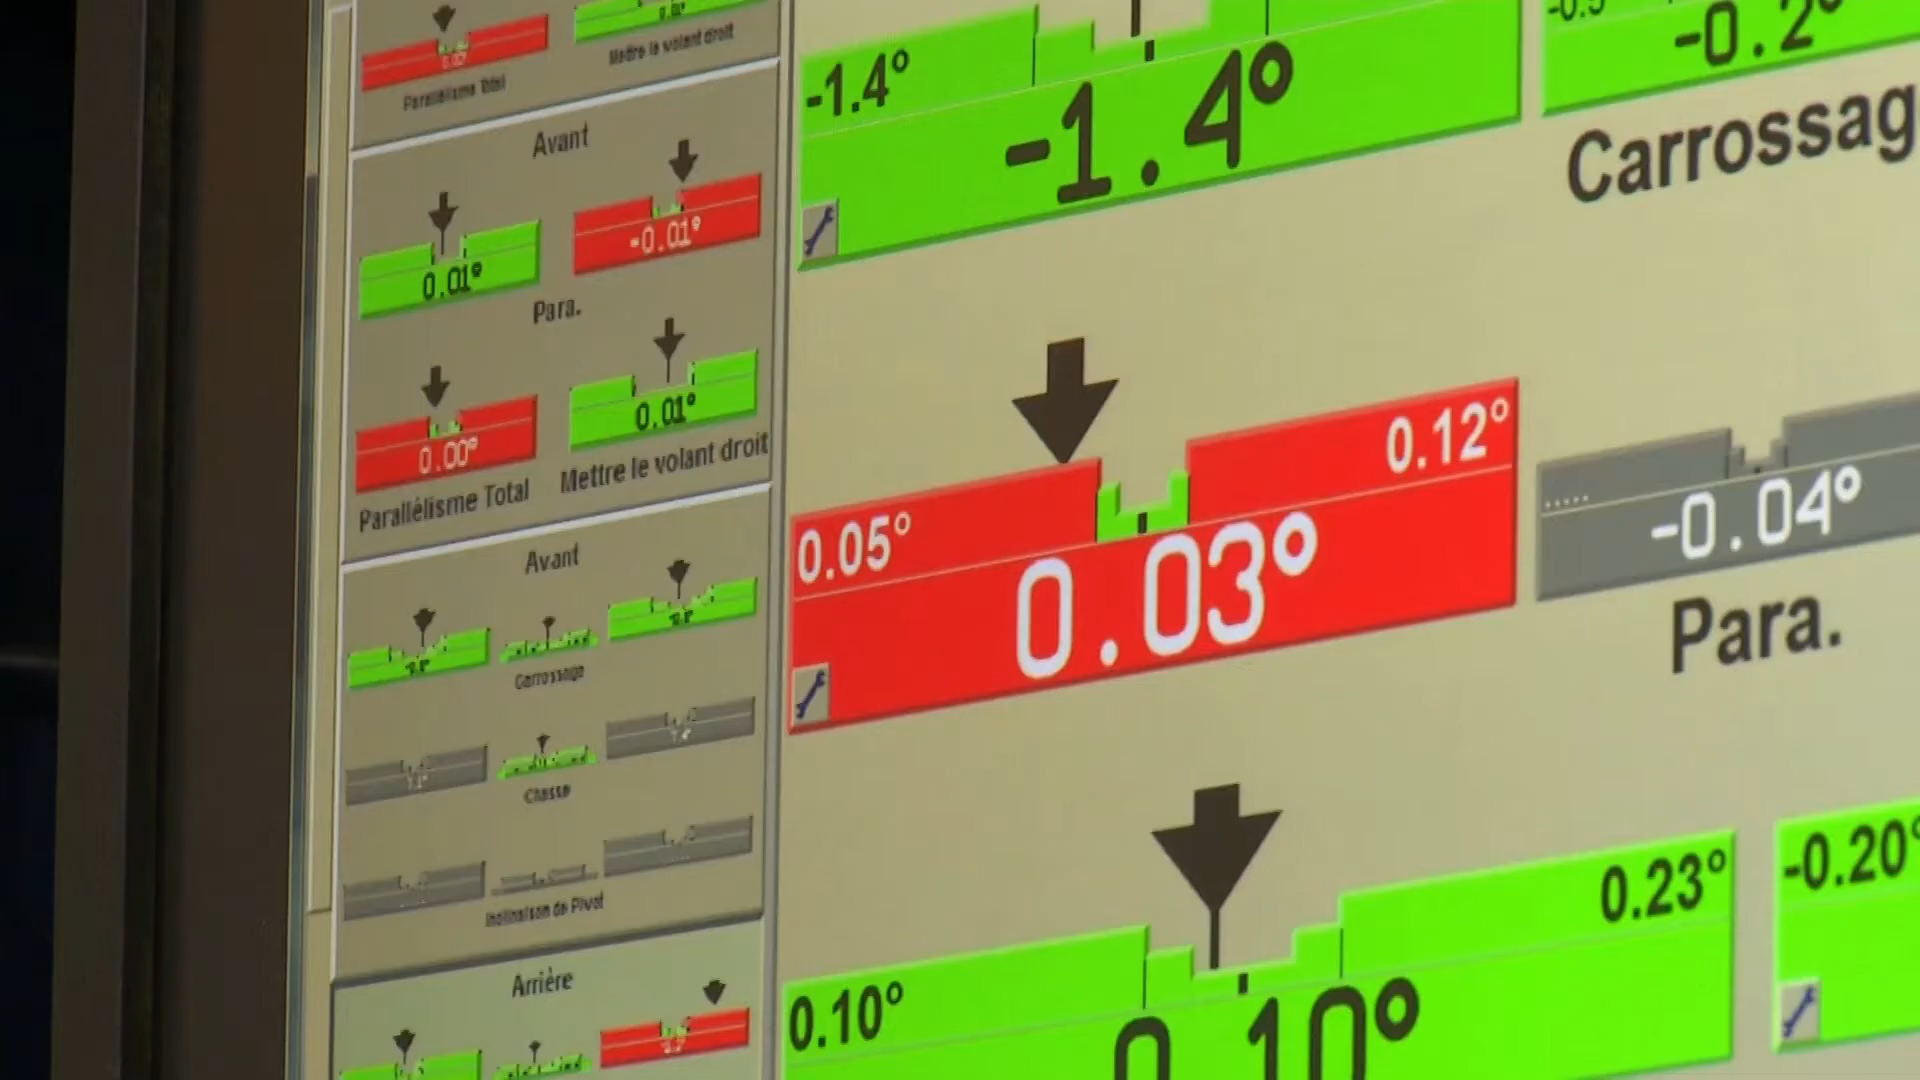 Parallélisme Total
Mettre le volant droit
Avant
0.01°
-0.01°
Para.
0.00°
0.01°
Parallélisme Total
Mettre le volant droit
Avant
Carrossage
Chasse
Inclinaison de Pivot
Arrière
-1.4°
-1.4°
-0.2°
Carrossag
0.05°
0.12°
0.03°
-0.04°
Para.
0.10°
0.23°
0.10°
-0.20°